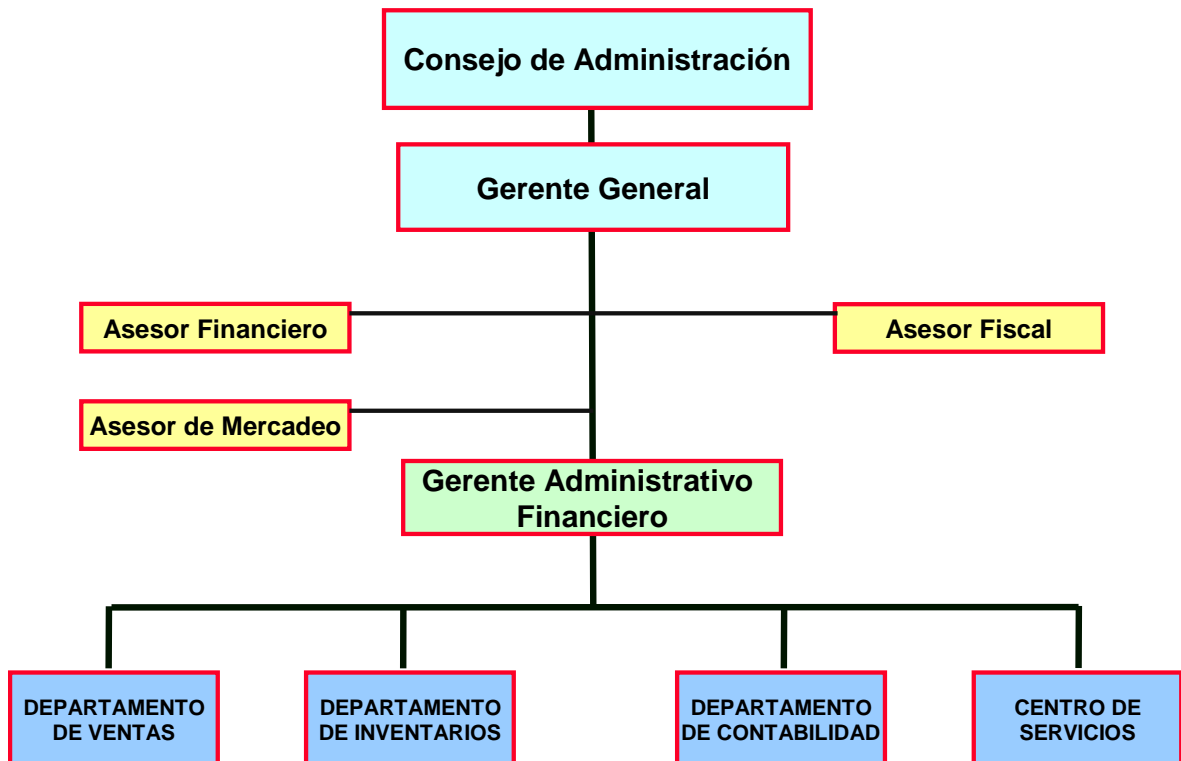 Consejo de Administración
Gerente General
Asesor Financiero
Asesor Fiscal
Asesor de Mercadeo
Gerente Administrativo
Financiero
DEPARTAMENTO
DE VENTAS
DEPARTAMENTO
DE INVENTARIOS
DEPARTAMENTO
DE CONTABILIDAD
CENTRO DE
SERVICIOS